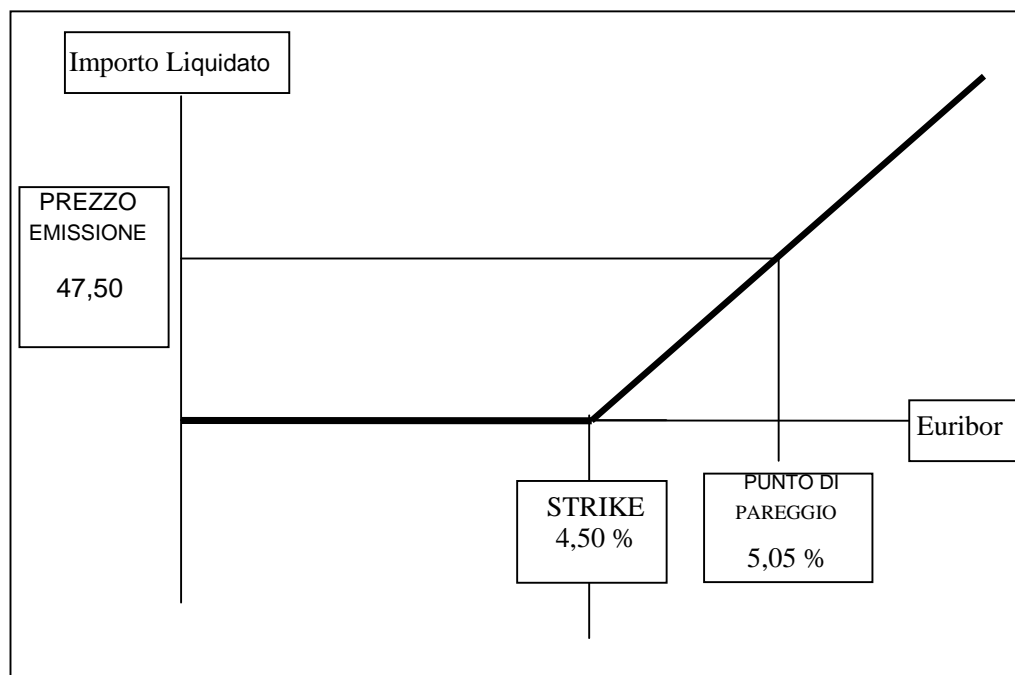 Importo Liquidato
PREZZO
EMISSIONE
47,50
Euribor
STRIKE
4,50 %
PUNTO DI
PAREGGIO
5,05 %